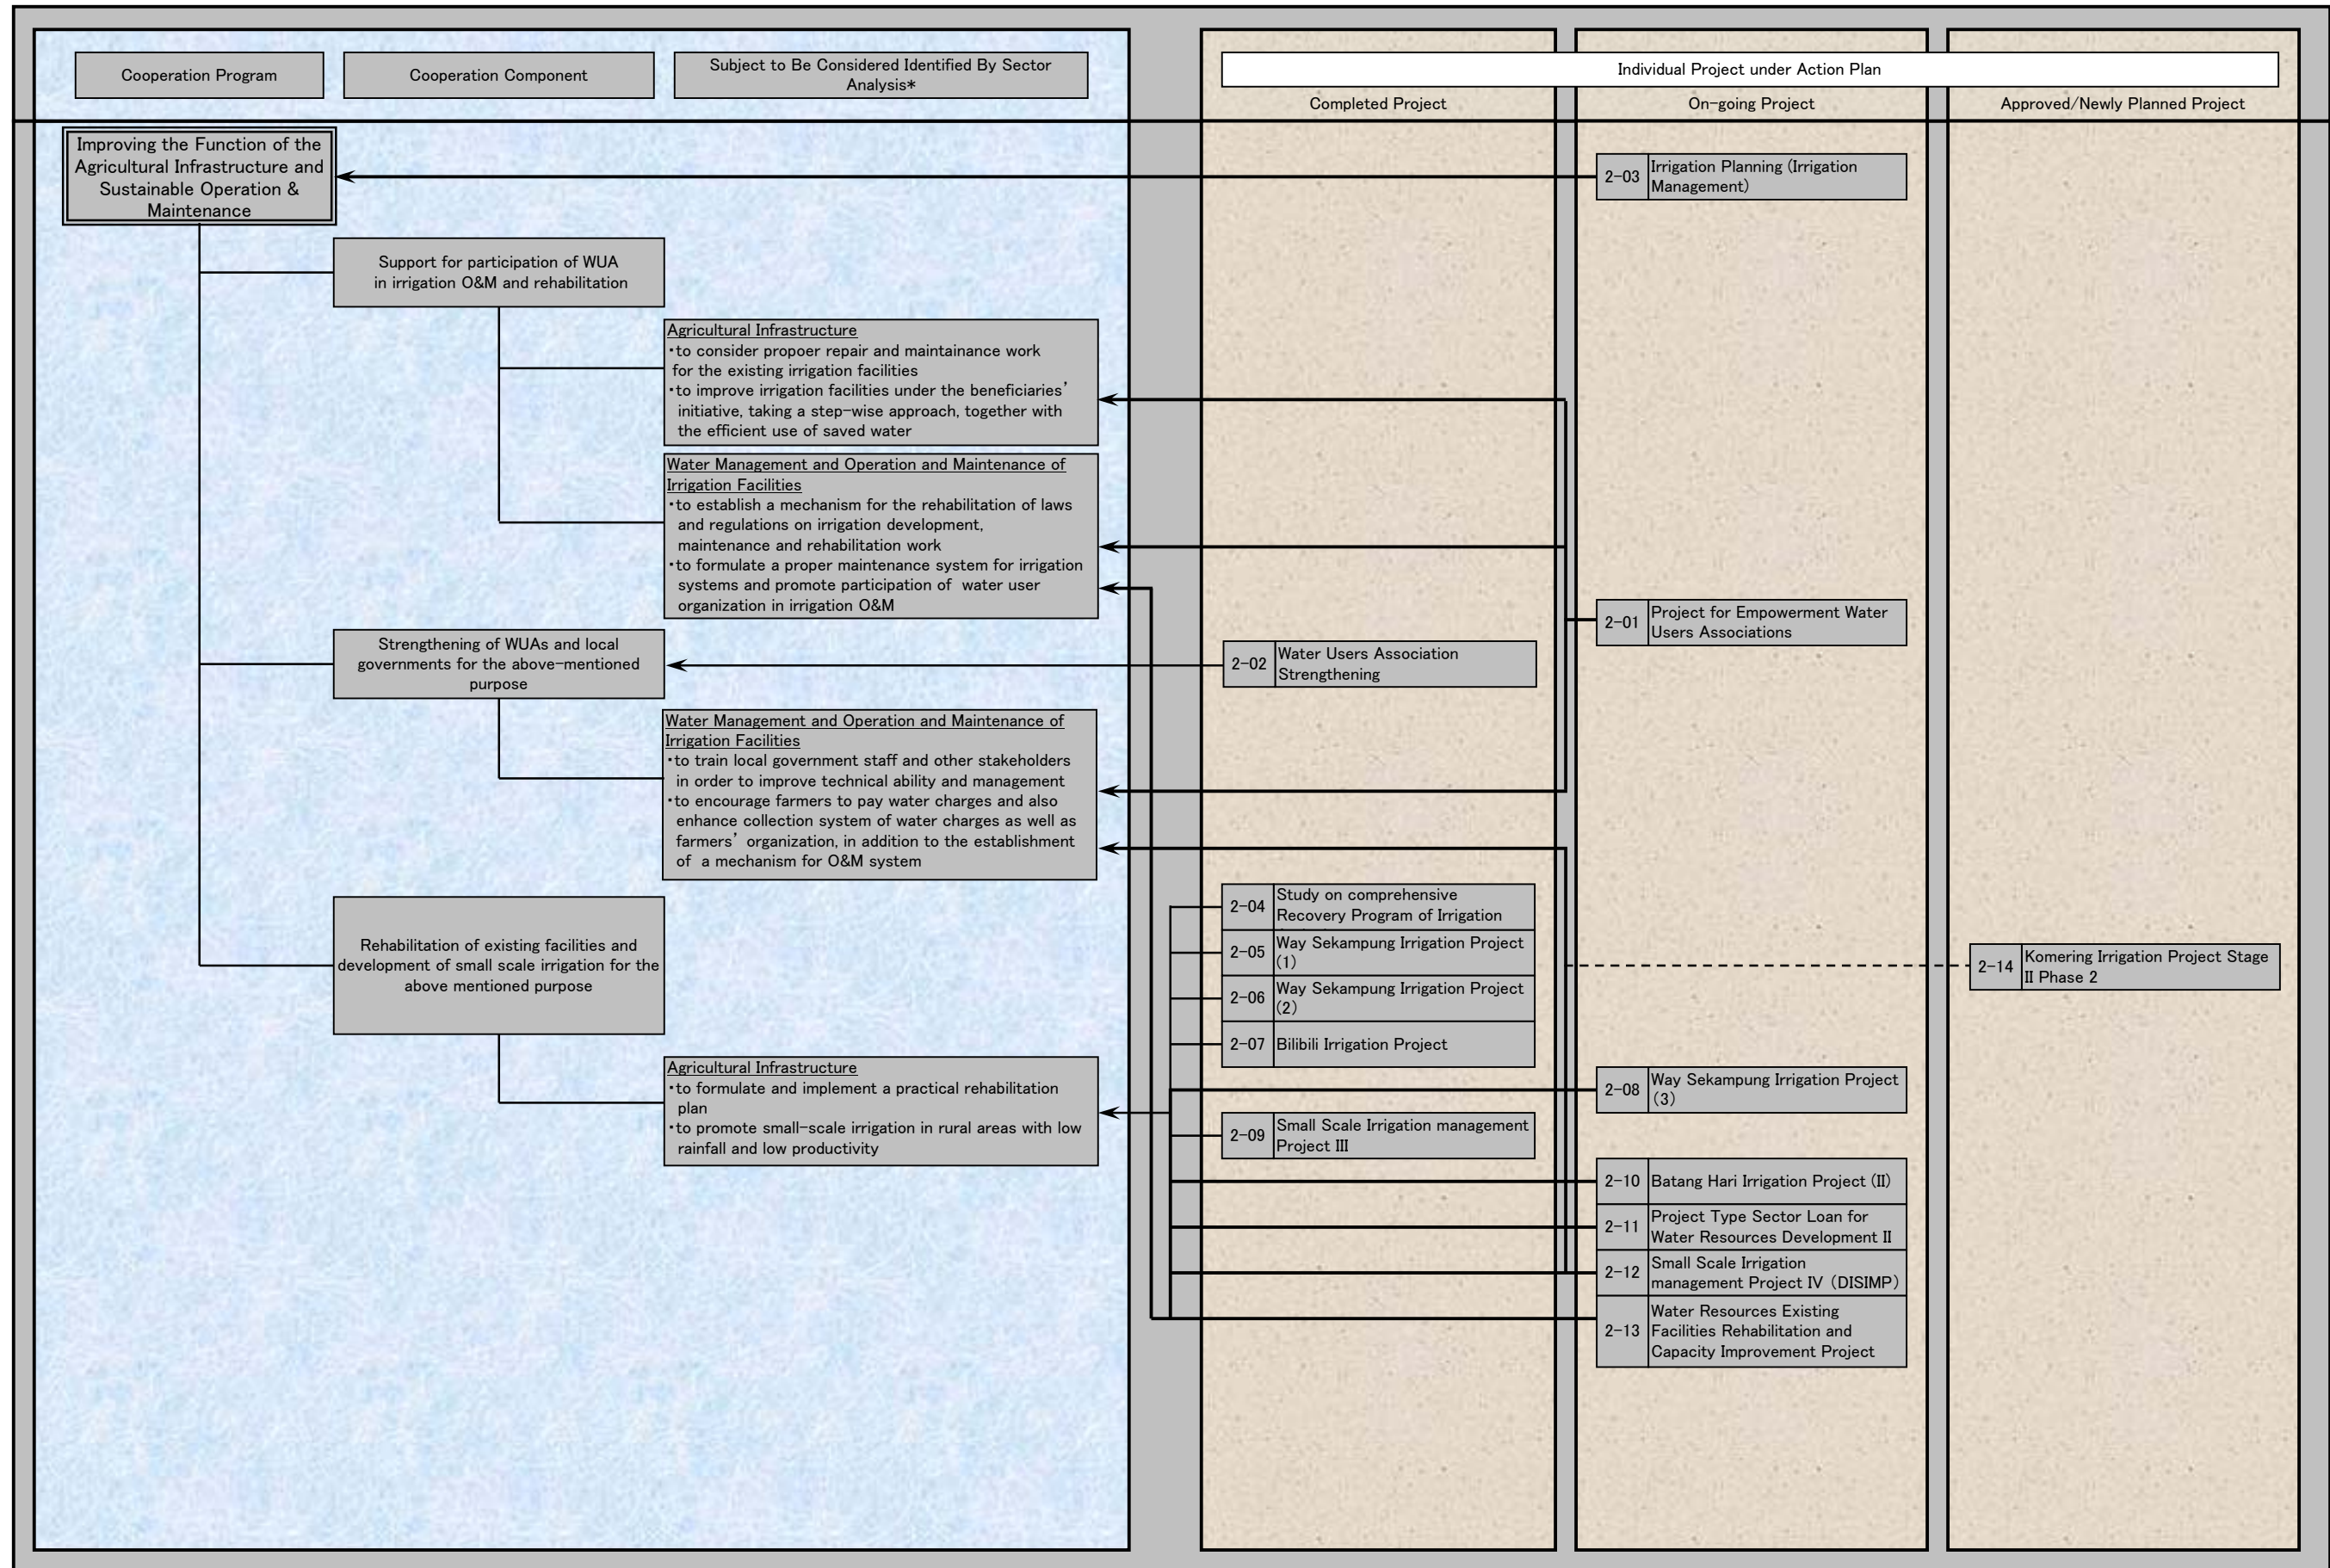 Cooperation Program
Cooperation Component
Subject to Be Considered Identified By Sector
Analysis*
Individual Project under Action Plan
Completed Project
On-going Project
Approved/Newly Planned Project
Improving the Function of the
Agricultural Infrastructure and
Sustainable Operation &
Maintenance
2-03
Irrigation Planning (Irrigation
Management)
Support for participation of WUA
in irrigation O&M and rehabilitation
Agricultural Infrastructure
・to consider propoer repair and maintainance work
for the existing irrigation facilities
・to improve irrigation facilities under the beneficiaries’
initiative, taking a step-wise approach, together with
the efficient use of saved water
Water Management and Operation and Maintenance of
Irrigation Facilities
・to establish a mechanism for the rehabilitation of laws
and regulations on irrigation development,
maintenance and rehabilitation work
・to formulate a proper maintenance system for irrigation
systems and promote participation of water user
organization in irrigation O&M
2-01
Project for Empowerment Water
Users Associations
Strengthening of WUAs and local
governments for the above-mentioned
purpose
2-02
Water Users Association
Strengthening
Water Management and Operation and Maintenance of
Irrigation Facilities
・to train local government staff and other stakeholders
in order to improve technical ability and management
・to encourage farmers to pay water charges and also
enhance collection system of water charges as well as
farmers’ organization, in addition to the establishment
of a mechanism for O&M system
Rehabilitation of existing facilities and
development of small scale irrigation for the
above mentioned purpose
2-04
Study on comprehensive
Recovery Program of Irrigation
2-05
Way Sekampung Irrigation Project
(1)
2-06
Way Sekampung Irrigation Project
(2)
2-07
Bilibili Irrigation Project
2-14
Komering Irrigation Project Stage
II Phase 2
Agricultural Infrastructure
・to formulate and implement a practical rehabilitation
plan
・to promote small-scale irrigation in rural areas with low
rainfall and low productivity
2-08
Way Sekampung Irrigation Project
(3)
2-09
Small Scale Irrigation management
Project III
2-10
Batang Hari Irrigation Project (II)
2-11
Project Type Sector Loan for
Water Resources Development II
2-12
Small Scale Irrigation
management Project IV (DISIMP)
2-13
Water Resources Existing
Facilities Rehabilitation and
Capacity Improvement Project